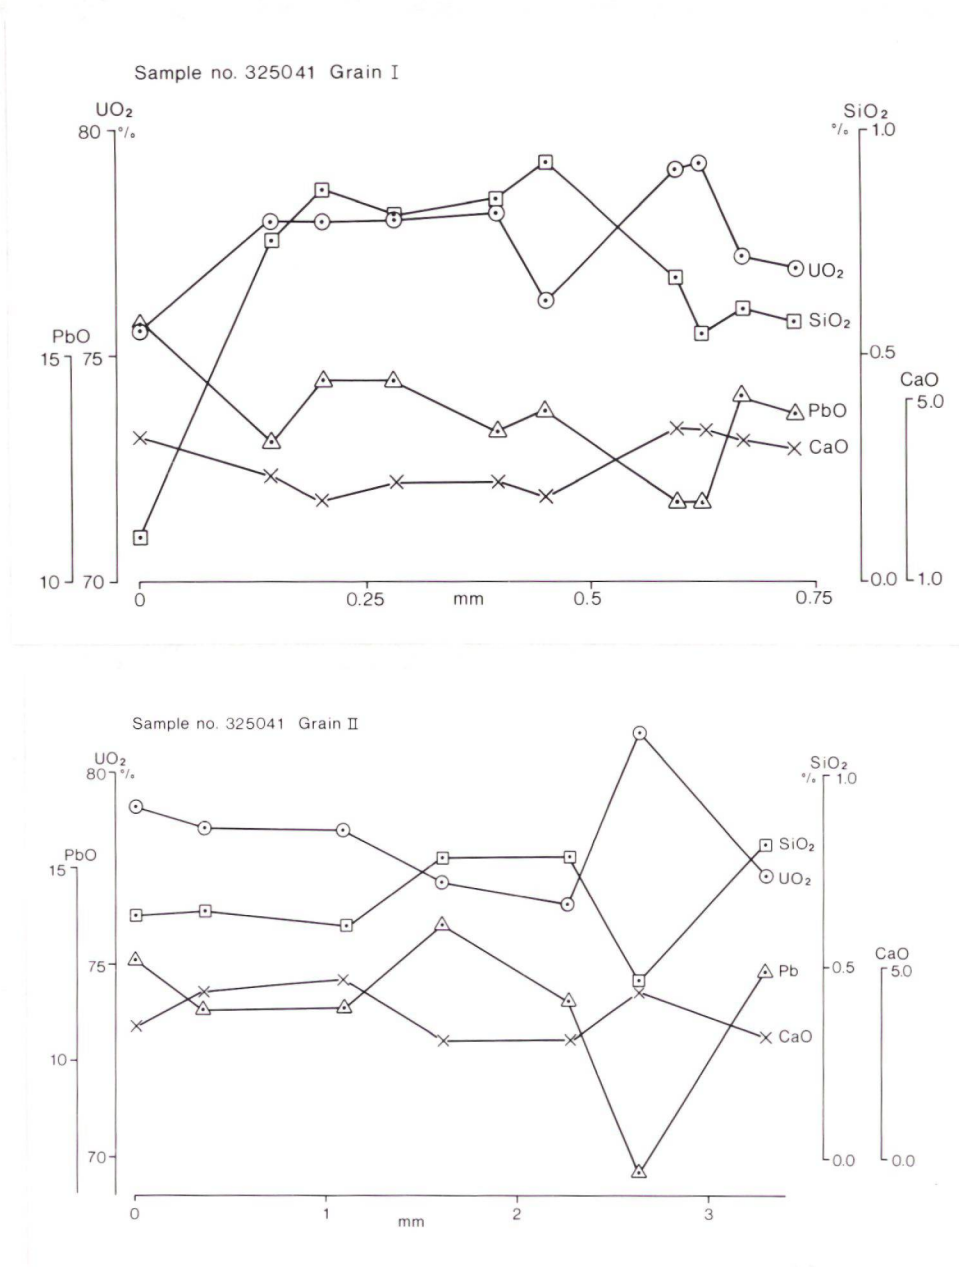 Sample no. 325041 Grain I
UO₂ SiO₂
80 % % 1.0
UO₂
SiO₂
PbO
15 75 0.5
CaO
5.0
PbO
CaO
10 70 0.0 1.0
0 0.25 mm 0.5 0.75
Sample no. 325041 Grain II
UO₂ SiO₂
80 % % 1.0
SiO₂
PbO
15 UO₂
CaO
75 0.5 5.0
Pb
CaO
10
70 0.0 0.0
0 1 mm 2 3